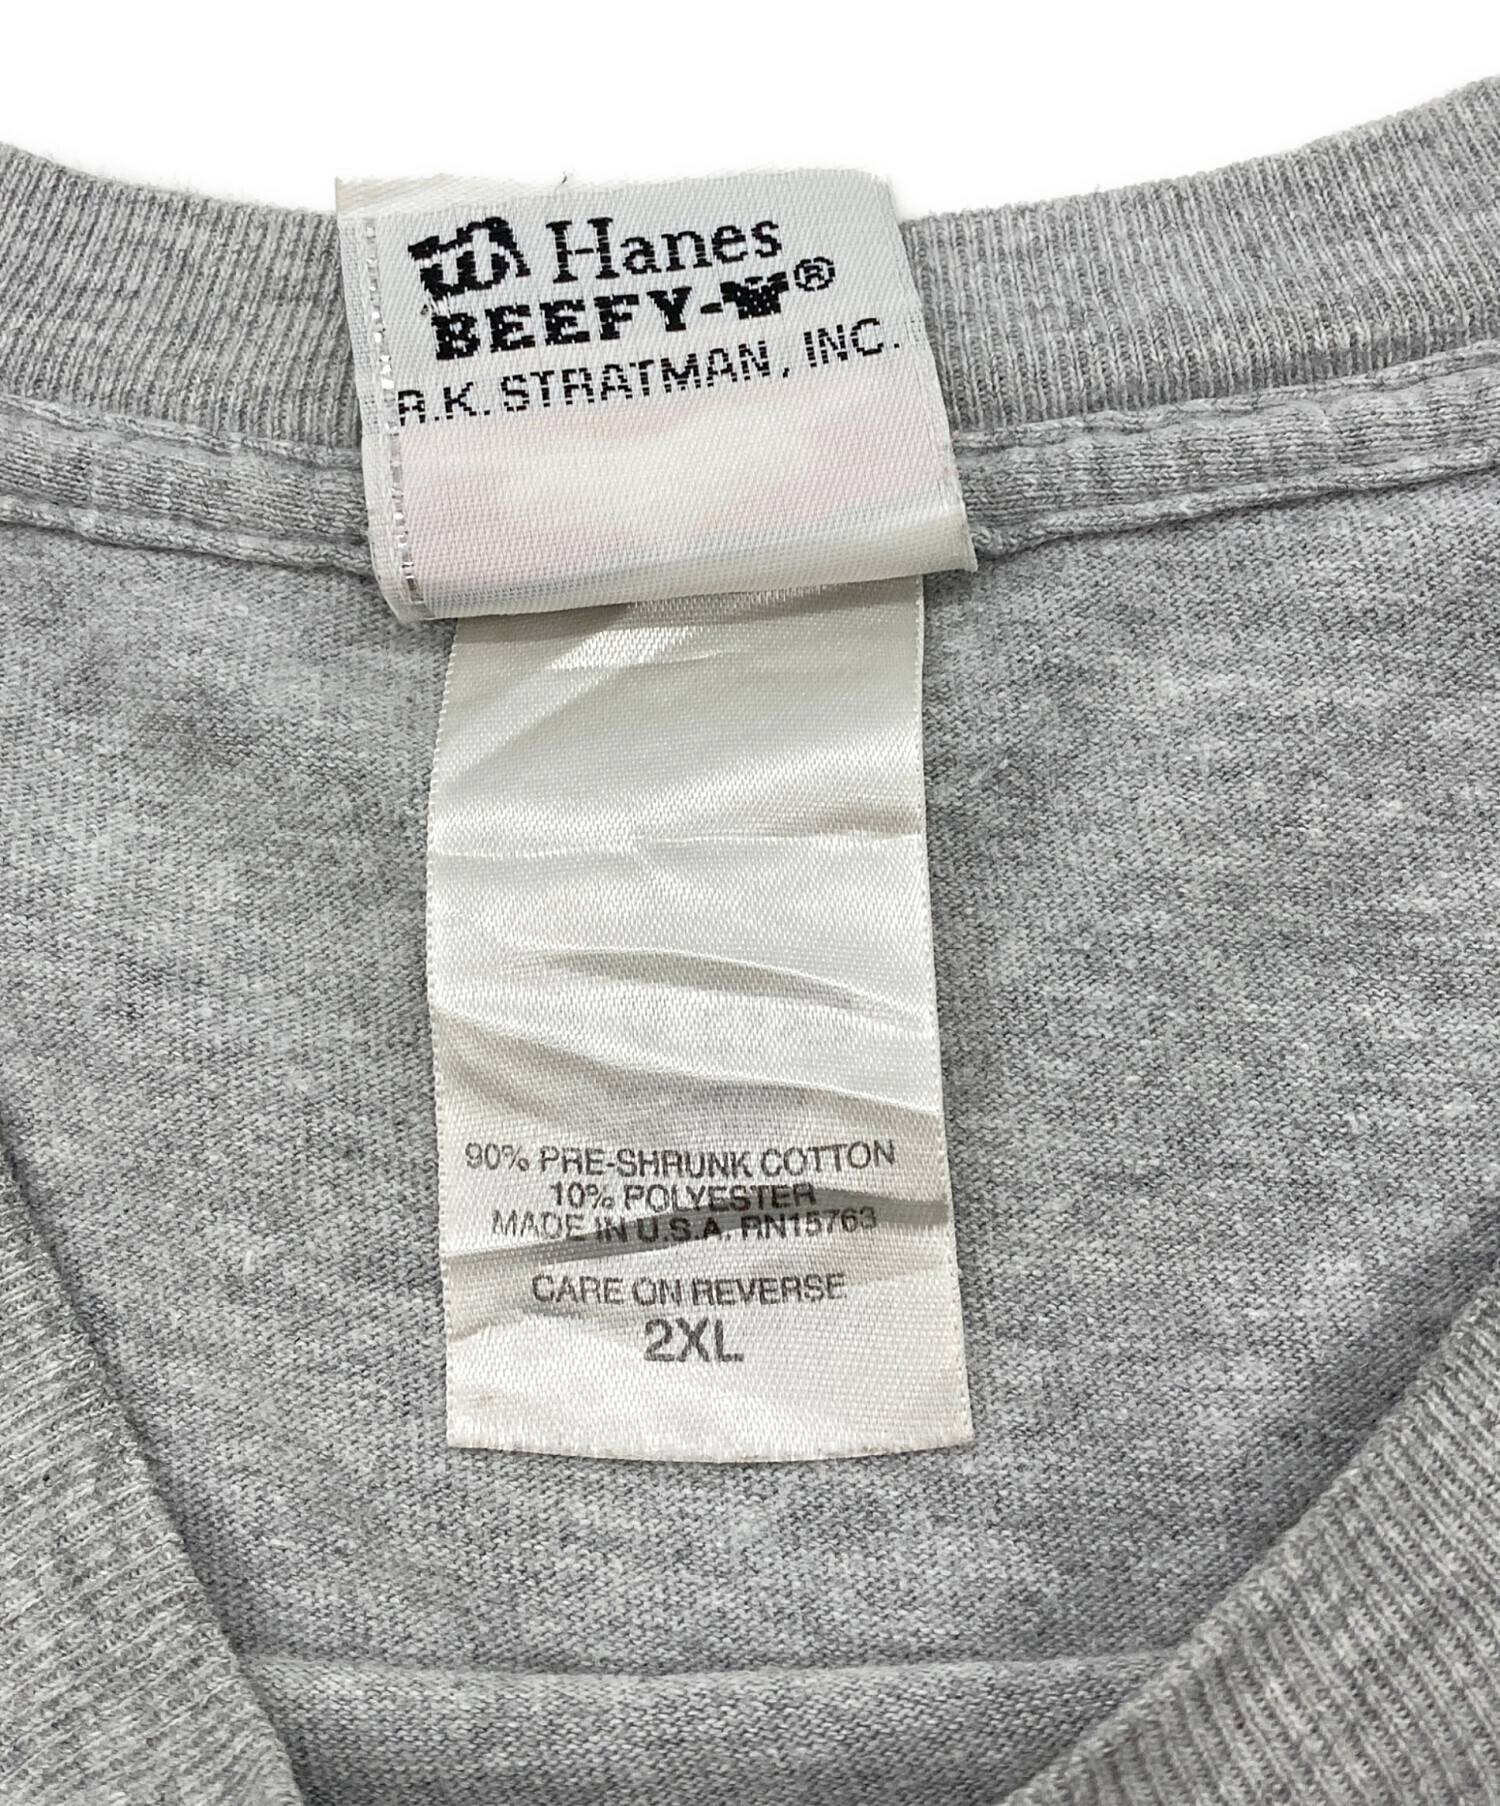 Hanes
BEEFY-T®
R.K. STRATMAN, INC.
90% PRE-SHRUNK COTTON
10% POLYESTER
MADE IN U.S.A. RN15763
CARE ON REVERSE
2XL